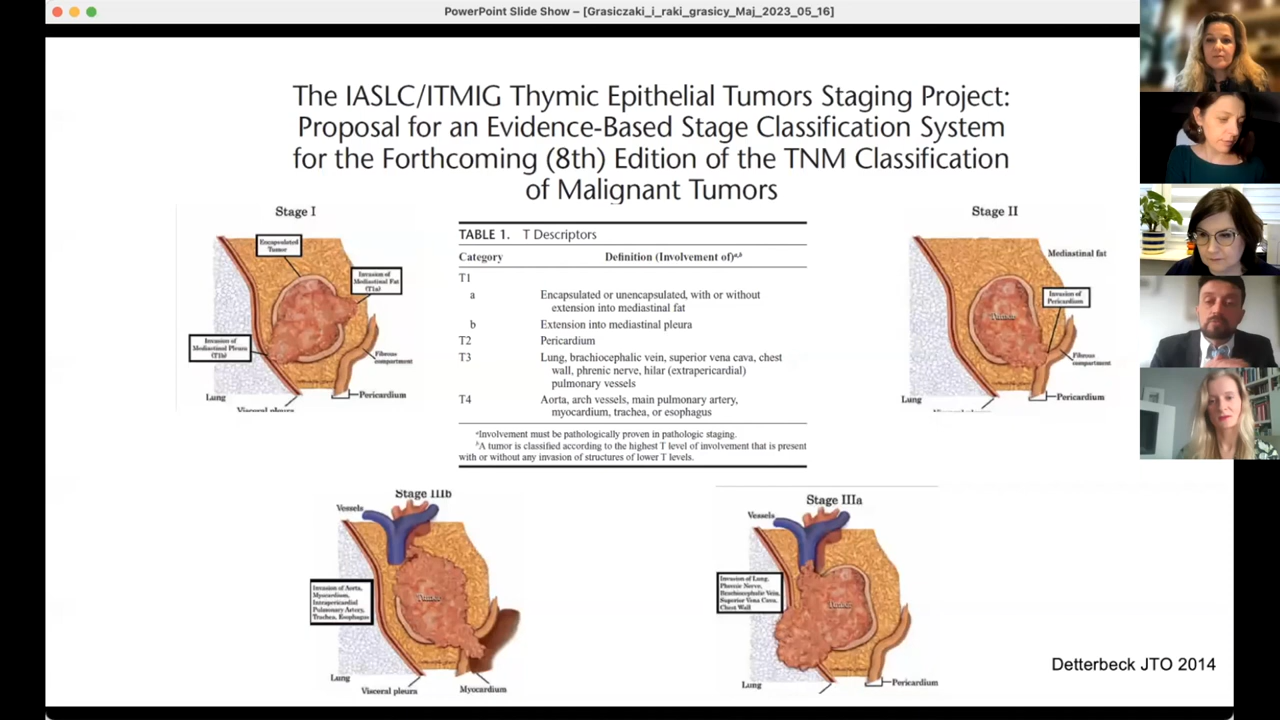 PowerPoint Slide Show – [Grasiczaki_i_raki_grasicy_Maj_2023_05_16]
The IASLC/ITMIG Thymic Epithelial Tumors Staging Project:
Proposal for an Evidence-Based Stage Classification System
for the Forthcoming (8th) Edition of the TNM Classification
of Malignant Tumors
Stage I
Encapsulated
Tumor
Invasion of
Mediastinal Fat
(T1a)
Invasion of
Mediastinal Pleura
(T1b)
Fibrous
compartment
Lung
Pericardium
Visceral pleura
TABLE 1. T Descriptors
Category Definition (Involvement of)a,b
T1
a Encapsulated or unencapsulated, with or without
extension into mediastinal fat
b Extension into mediastinal pleura
T2 Pericardium
T3 Lung, brachiocephalic vein, superior vena cava, chest
wall, phrenic nerve, hilar (extrapericardial)
pulmonary vessels
T4 Aorta, arch vessels, main pulmonary artery,
myocardium, trachea, or esophagus
aInvolvement must be pathologically proven in pathologic staging.
bA tumor is classified according to the highest T level of involvement that is present
with or without any invasion of structures of lower T levels.
Stage II
Mediastinal fat
Invasion of
Pericardium
Tumor
Fibrous
compartment
Lung
Pericardium
Stage IIIb
Vessels
Invasion of Aorta,
Myocardium,
Intrapericardial
Pulmonary Artery,
Trachea, Esophagus
Tumor
Lung
Visceral pleura
Myocardium
Stage IIIa
Vessels
Invasion of Lung,
Phrenic Nerve,
Brachiocephalic Vein,
Superior Vena Cava,
Chest Wall
Tumor
Lung
Pericardium
Detterbeck JTO 2014